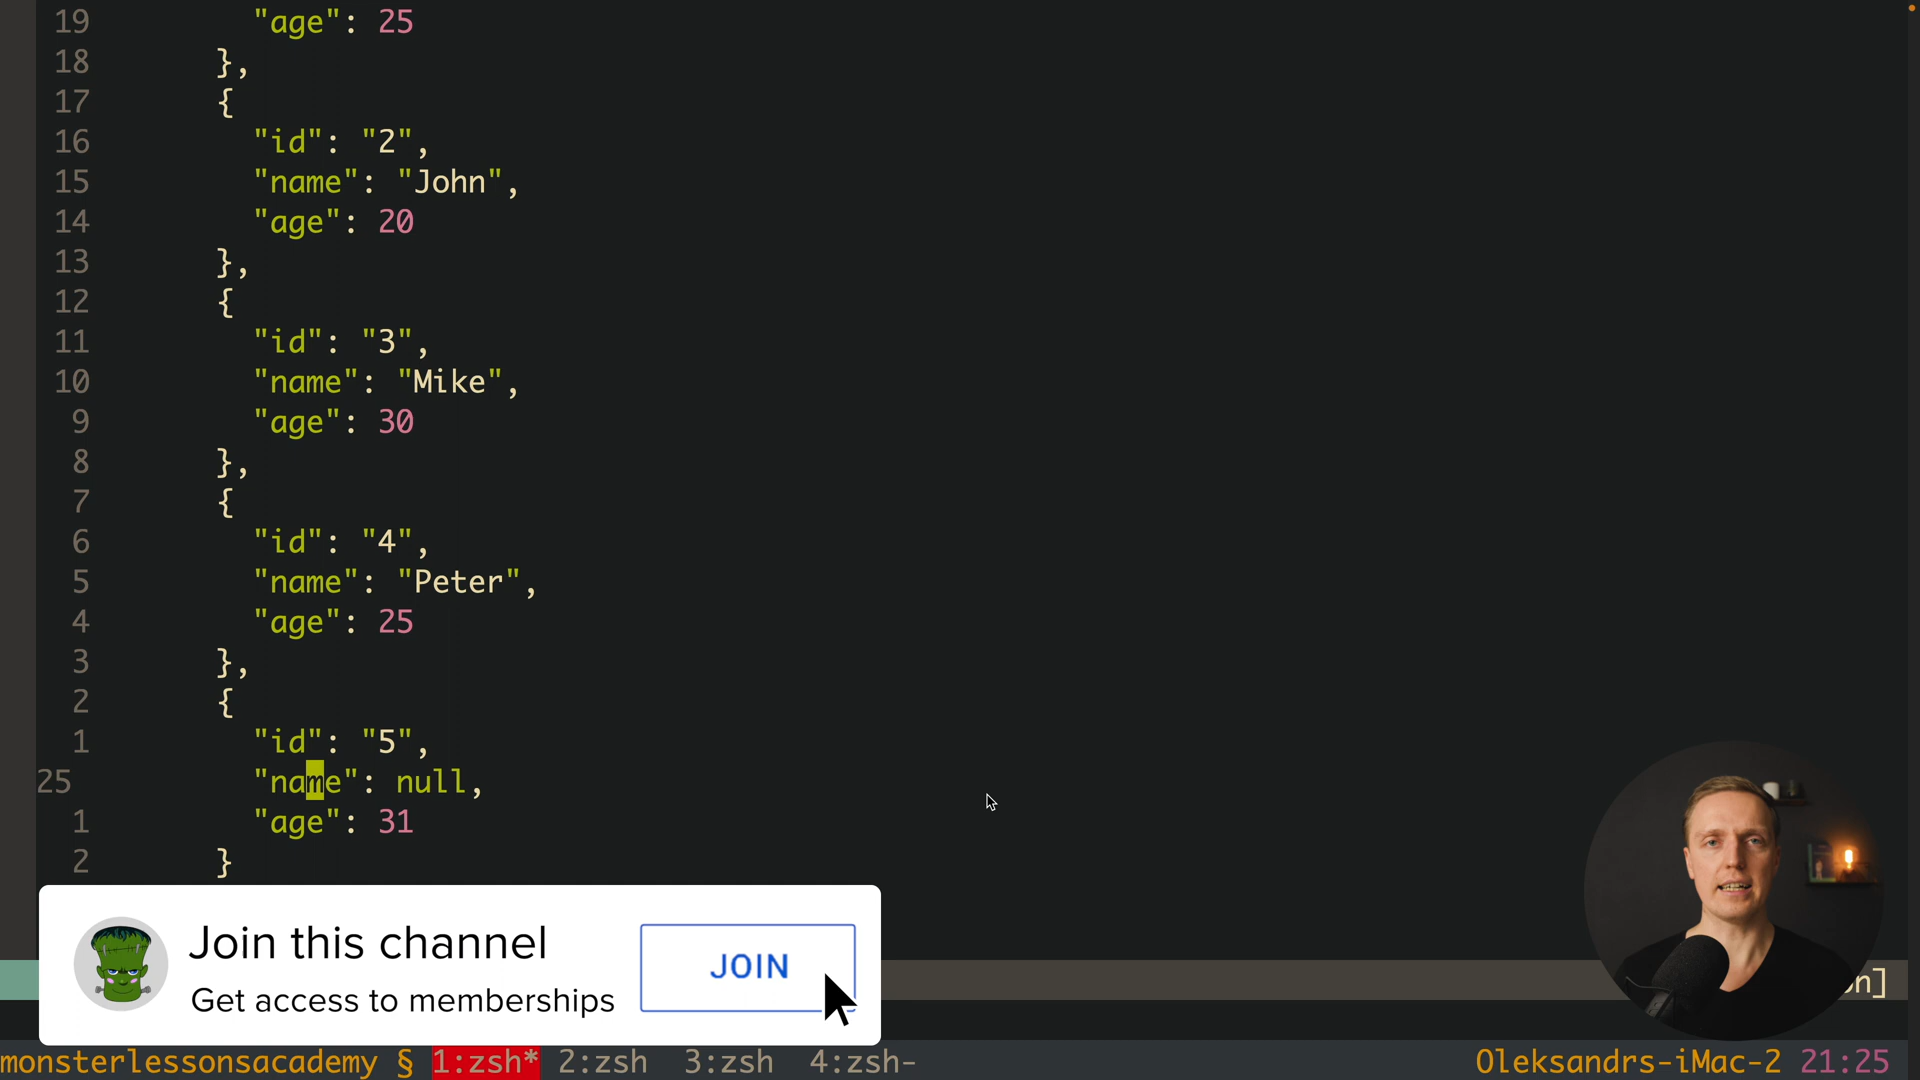 19 "age": 25
18 },
17 {
16 "id": "2",
15 "name": "John",
14 "age": 20
13 },
12 {
11 "id": "3",
10 "name": "Mike",
9 "age": 30
8 },
7 {
6 "id": "4",
5 "name": "Peter",
4 "age": 25
3 },
2 {
1 "id": "5",
25 "name": null,
1 "age": 31
2 }
Join this channel
Get access to memberships
JOIN
monsterlessonsacademy § 1:zsh* 2:zsh 3:zsh 4:zsh- Oleksandrs-iMac-2 21:25